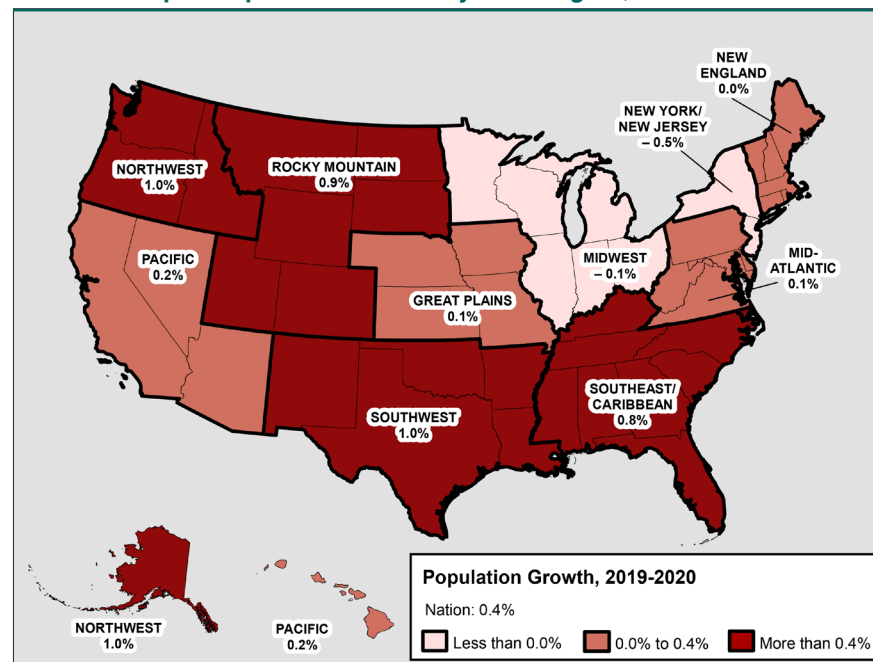 NEW
ENGLAND
0.0%
NEW YORK/
NEW JERSEY
– 0.5%
NORTHWEST
1.0%
ROCKY MOUNTAIN
0.9%
PACIFIC
0.2%
MIDWEST
– 0.1%
MID-
ATLANTIC
0.1%
GREAT PLAINS
0.1%
SOUTHEAST/
CARIBBEAN
0.8%
SOUTHWEST
1.0%
NORTHWEST
1.0%
PACIFIC
0.2%
Population Growth, 2019-2020
Nation: 0.4%
Less than 0.0%
0.0% to 0.4%
More than 0.4%